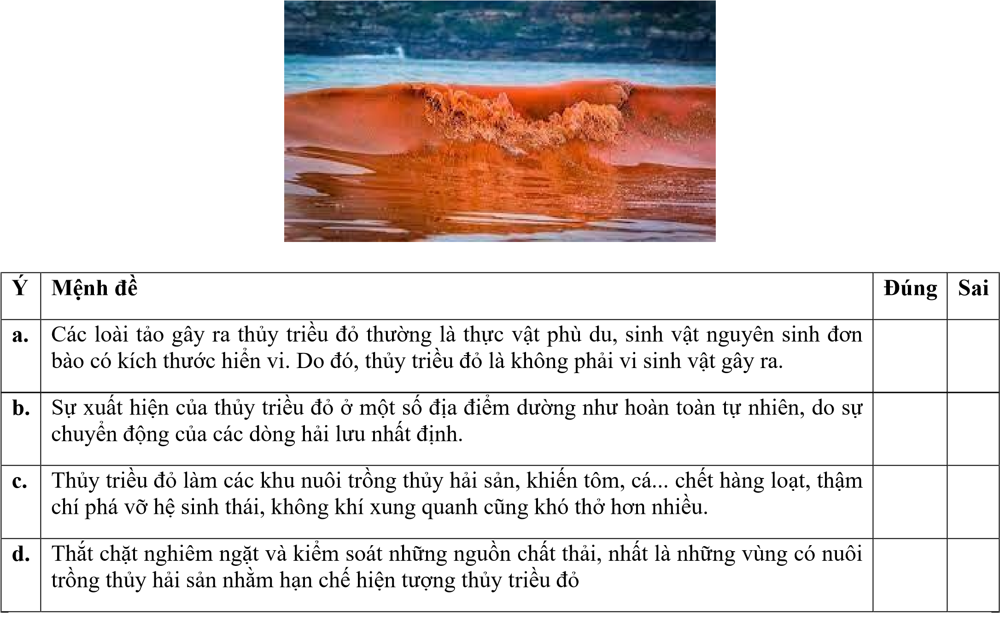 Ý Mệnh đề Đúng Sai
a. Các loài tảo gây ra thủy triều đỏ thường là thực vật phù du, sinh vật nguyên sinh đơn
bào có kích thước hiển vi. Do đó, thủy triều đỏ là không phải vi sinh vật gây ra.
b. Sự xuất hiện của thủy triều đỏ ở một số địa điểm dường như hoàn toàn tự nhiên, do sự
chuyển động của các dòng hải lưu nhất định.
c. Thủy triều đỏ làm các khu nuôi trồng thủy hải sản, khiến tôm, cá... chết hàng loạt, thậm
chí phá vỡ hệ sinh thái, không khí xung quanh cũng khó thở hơn nhiều.
d. Thắt chặt nghiêm ngặt và kiểm soát những nguồn chất thải, nhất là những vùng có nuôi
trồng thủy hải sản nhằm hạn chế hiện tượng thủy triều đỏ